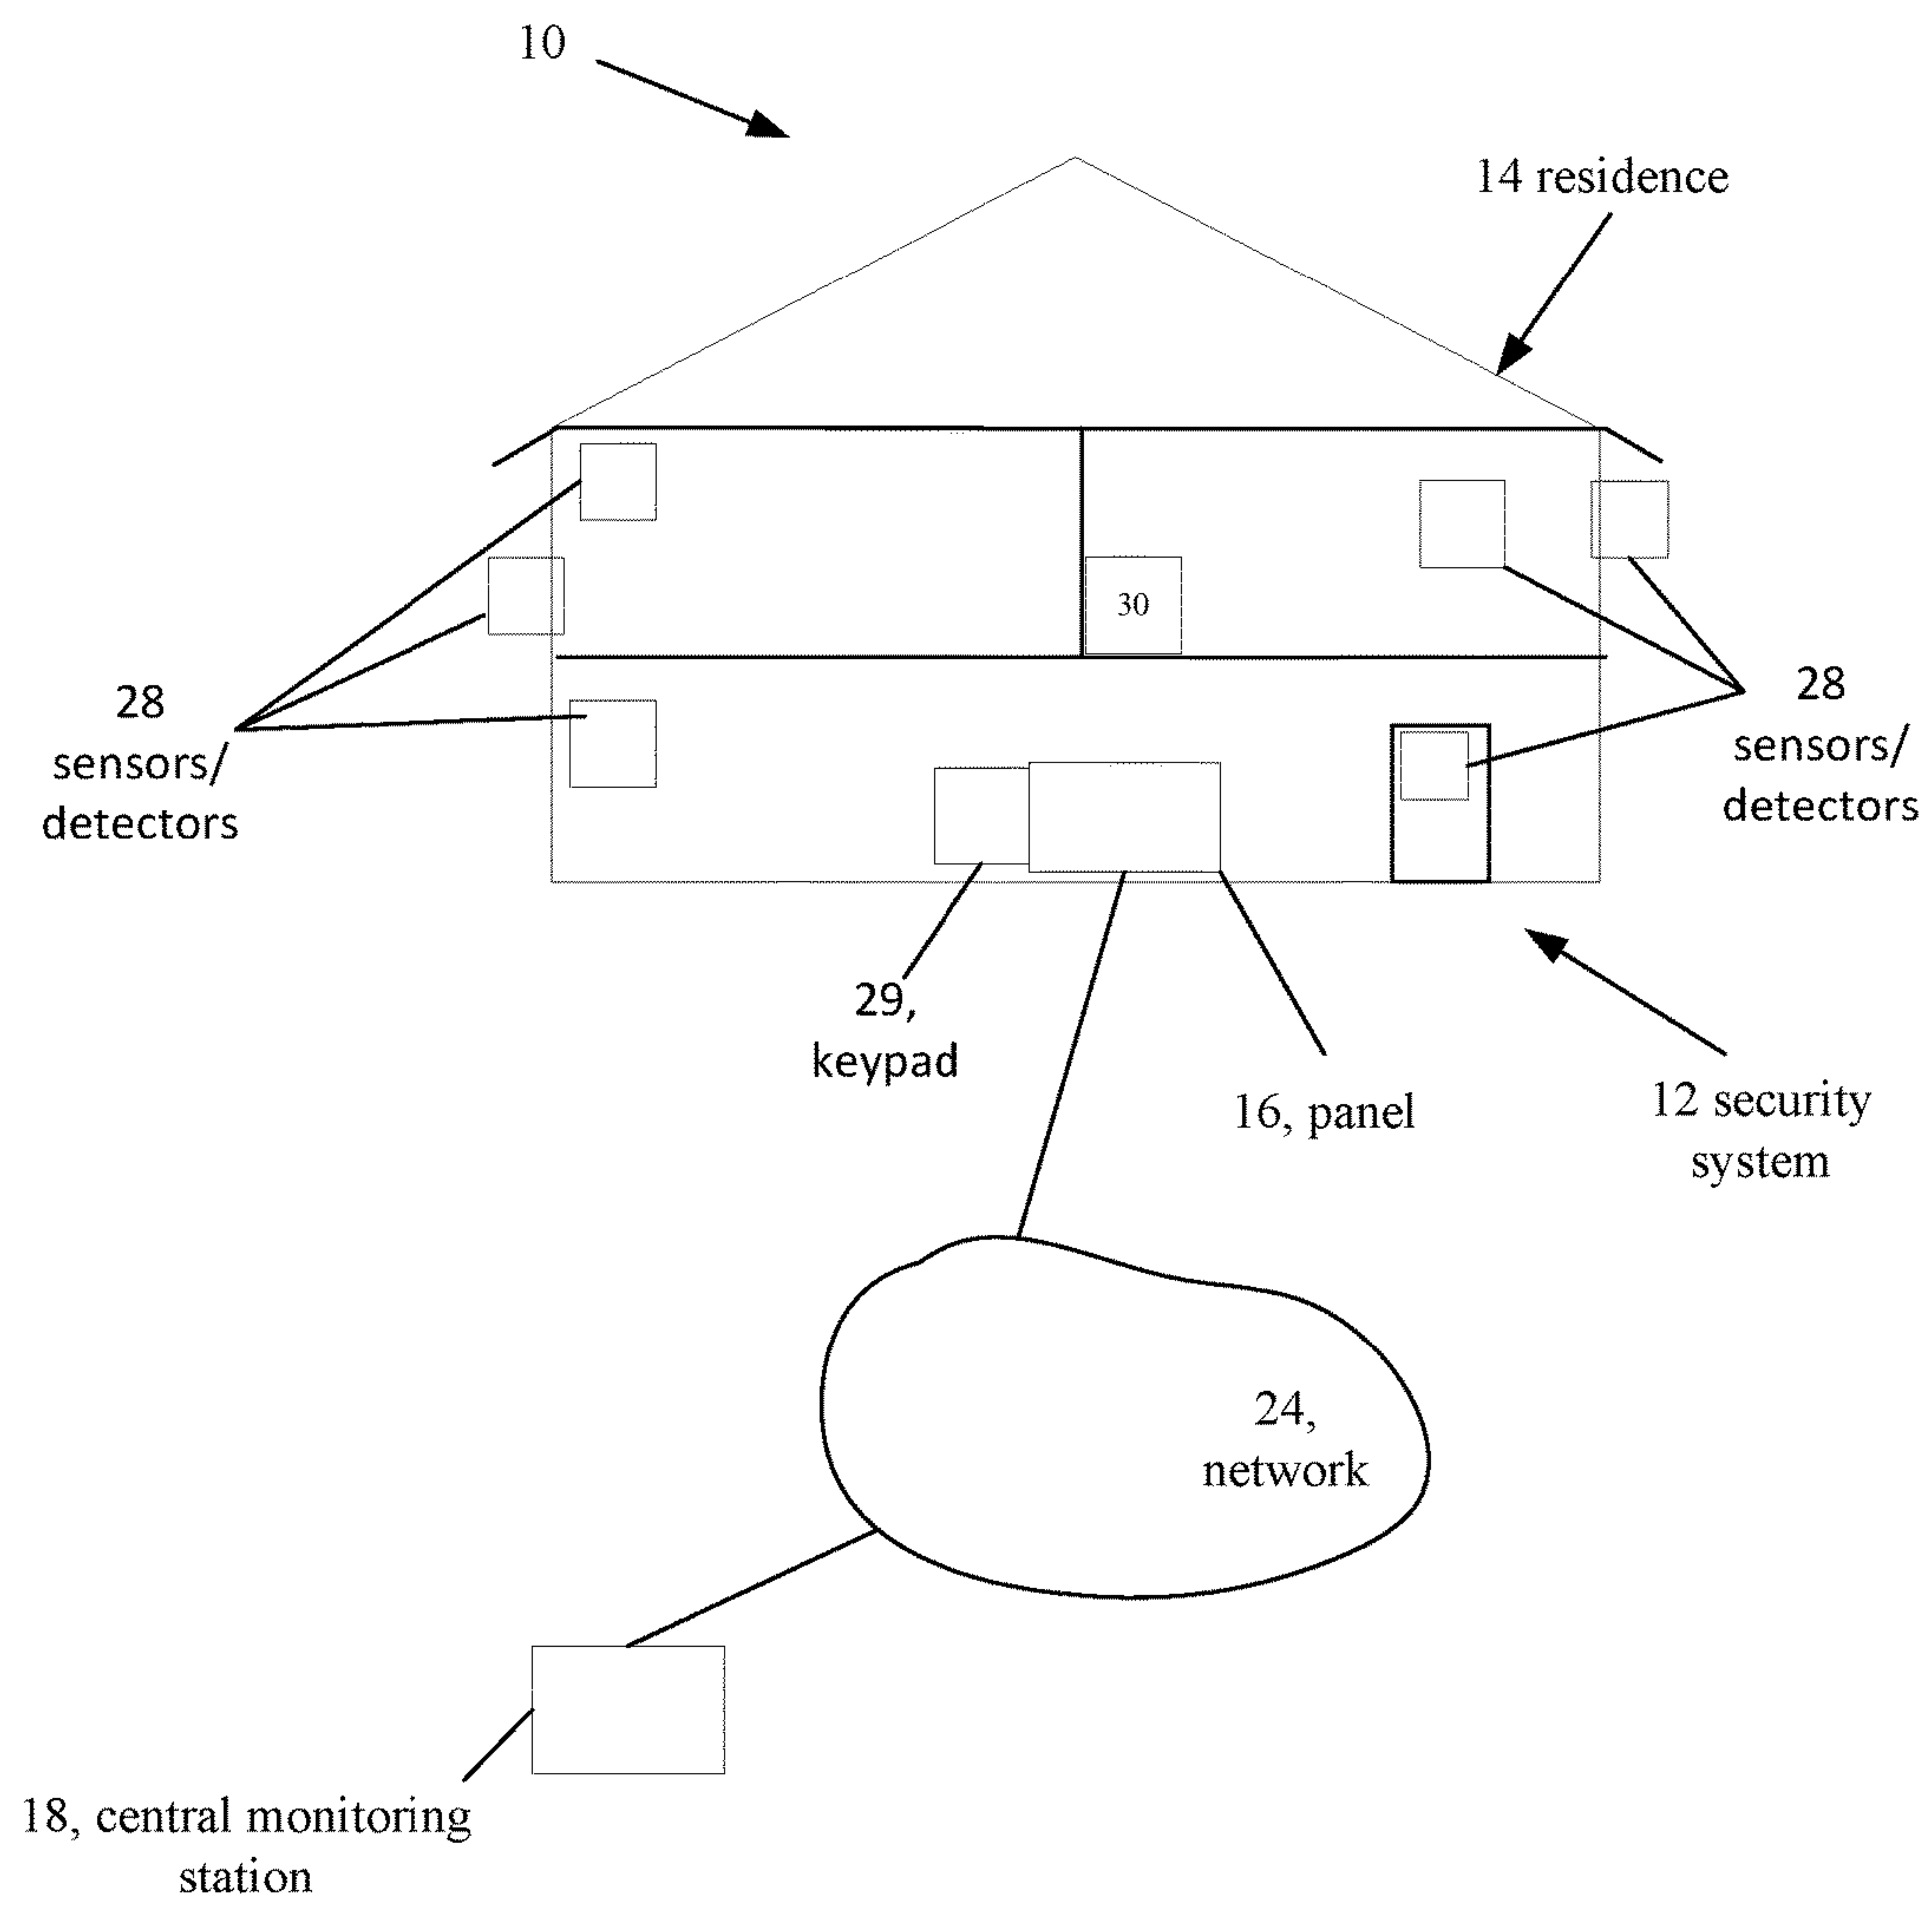 10
14 residence
30
28
sensors/
detectors
28
sensors/
detectors
29,
keypad
16, panel
12 security
system
24,
network
18, central monitoring
station